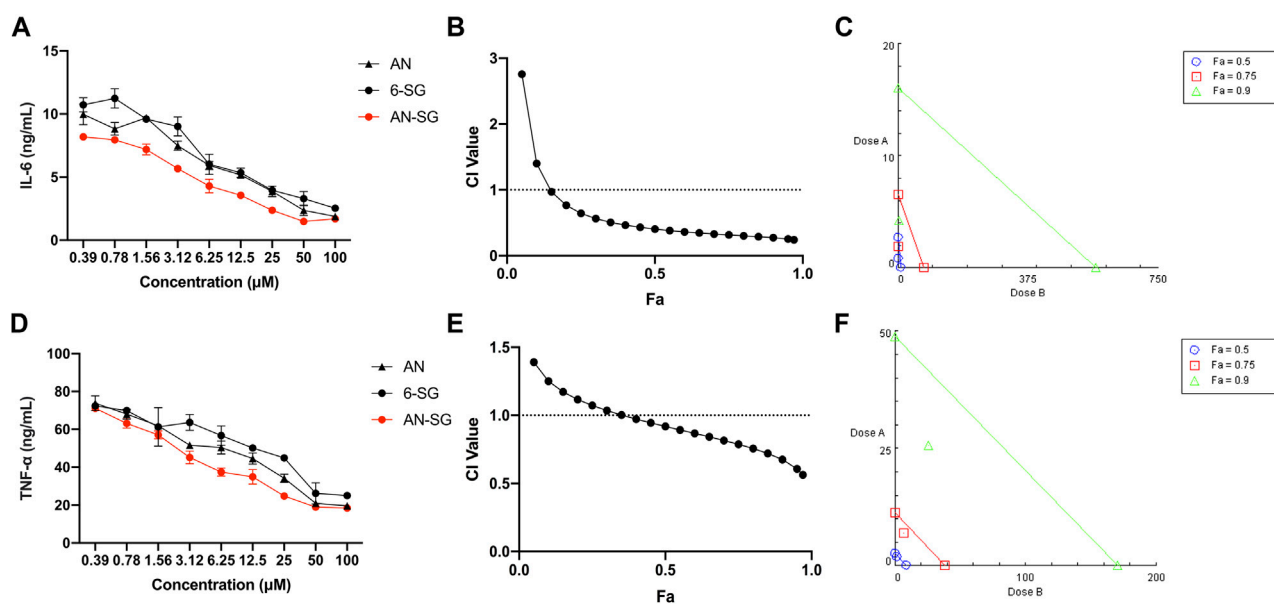 A
IL-6 (ng/mL)
15
10
5
0
0.39 0.78 1.56 3.12 6.25 12.5 25 50 100
Concentration (μM)
AN
6-SG
AN-SG
B
CI Value
3
2
1
0
0.0 0.5 1.0
Fa
C
20
Dose A
10
0
0 375 750
Dose B
Fa = 0.5
Fa = 0.75
Fa = 0.9
D
TNF-α (ng/mL)
100
80
60
40
20
0
0.39 0.78 1.56 3.12 6.25 12.5 25 50 100
Concentration (μM)
AN
6-SG
AN-SG
E
CI Value
1.5
1.0
0.5
0.0
0.0 0.5 1.0
Fa
F
50
Dose A
25
0
0 100 200
Dose B
Fa = 0.5
Fa = 0.75
Fa = 0.9